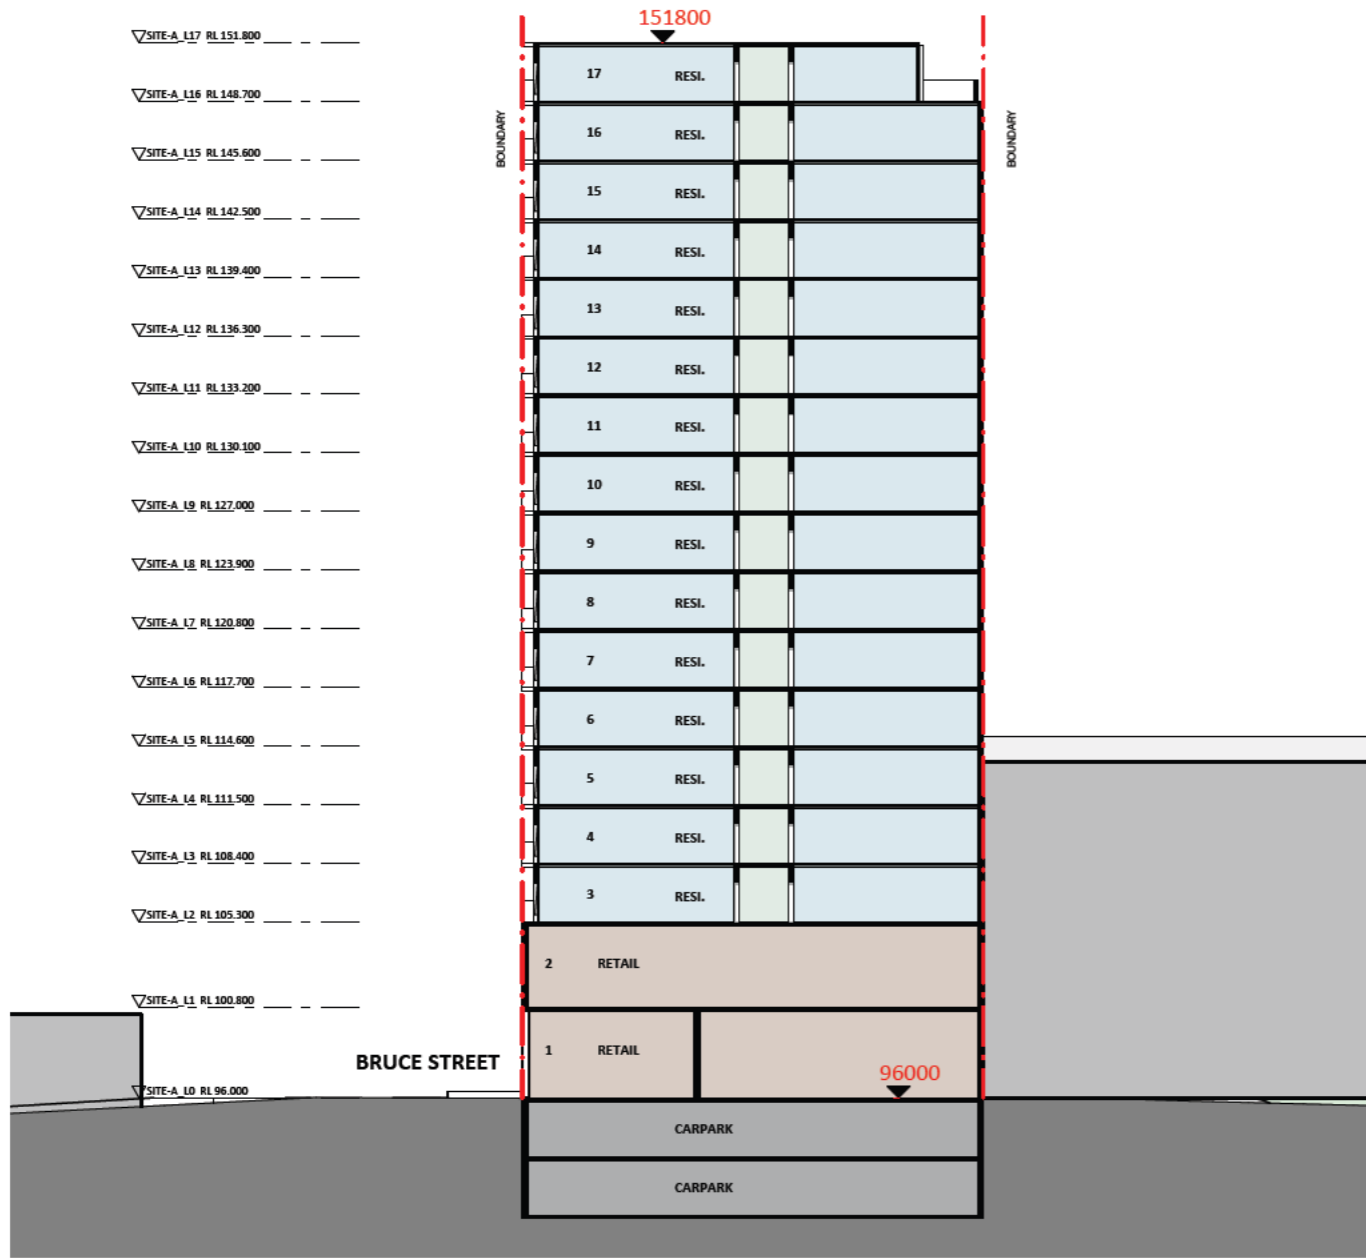 151800
SITE-A_L17 RL 151.800
17 RESI.
SITE-A_L16 RL 148.700
BOUNDARY
BOUNDARY
16 RESI.
SITE-A_L15 RL 145.600
15 RESI.
SITE-A_L14 RL 142.500
14 RESI.
SITE-A_L13 RL 139.400
13 RESI.
SITE-A_L12 RL 136.300
12 RESI.
SITE-A_L11 RL 133.200
11 RESI.
SITE-A_L10 RL 130.100
10 RESI.
SITE-A_L9 RL 127.000
9 RESI.
SITE-A_L8 RL 123.900
8 RESI.
SITE-A_L7 RL 120.800
7 RESI.
SITE-A_L6 RL 117.700
6 RESI.
SITE-A_L5 RL 114.600
5 RESI.
SITE-A_L4 RL 111.500
4 RESI.
SITE-A_L3 RL 108.400
3 RESI.
SITE-A_L2 RL 105.300
2 RETAIL
SITE-A_L1 RL 100.800
1 RETAIL
BRUCE STREET
96000
SITE-A_L0 RL 96.000
CARPARK
CARPARK